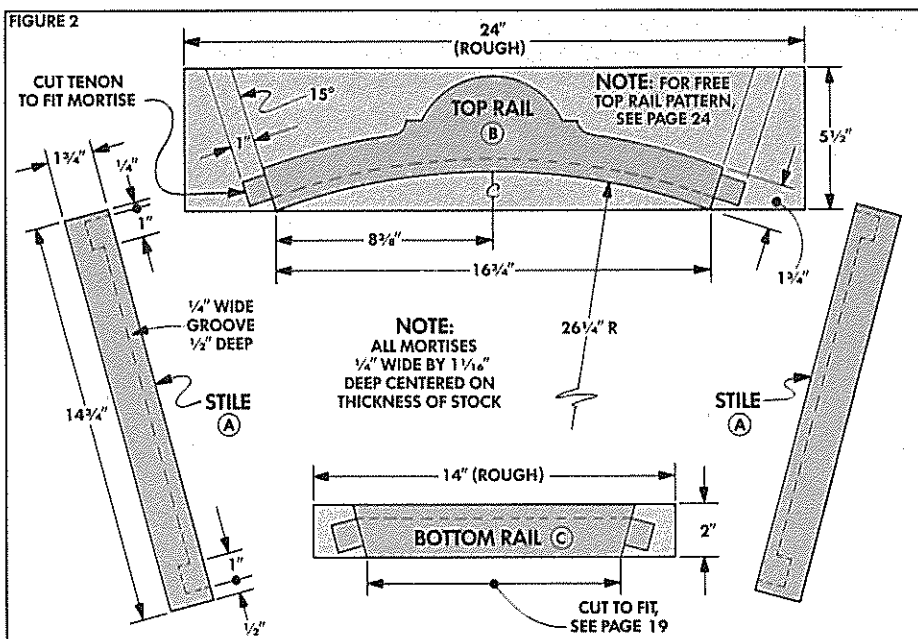 FIGURE 2
24"
(ROUGH)
CUT TENON
TO FIT MORTISE
15°
TOP RAIL
B
NOTE: FOR FREE
TOP RAIL PATTERN,
SEE PAGE 24
5½"
1"
1¾"
¼"
1"
C
8⅜"
16¾"
1¾"
¼" WIDE
GROOVE
½" DEEP
NOTE:
ALL MORTISES
¼" WIDE BY 1 1/16"
DEEP CENTERED ON
THICKNESS OF STOCK
26¼" R
14¾"
STILE
A
STILE
A
14" (ROUGH)
BOTTOM RAIL C
2"
1"
½"
CUT TO FIT,
SEE PAGE 19